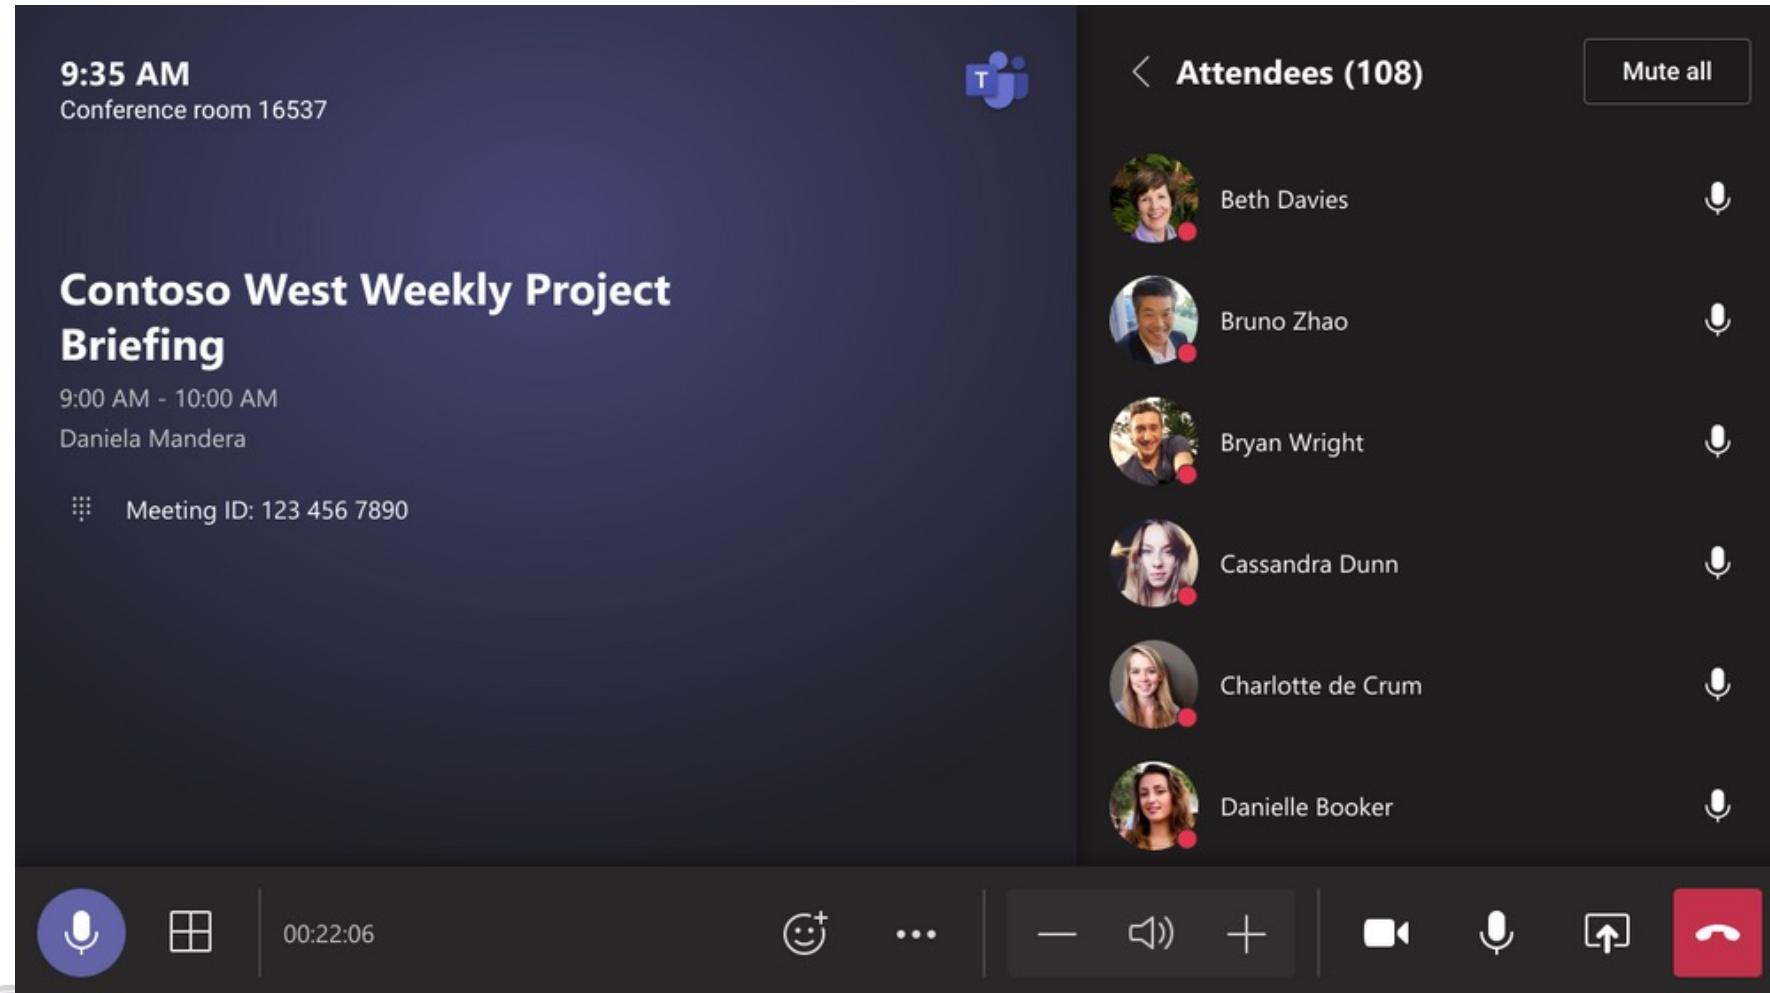 9:35 AM
Conference room 16537
T
Contoso West Weekly Project
Briefing
9:00 AM - 10:00 AM
Daniela Mandera
Meeting ID: 123 456 7890
Attendees (108)
Mute all
Beth Davies
Bruno Zhao
Bryan Wright
Cassandra Dunn
Charlotte de Crum
Danielle Booker
00:22:06